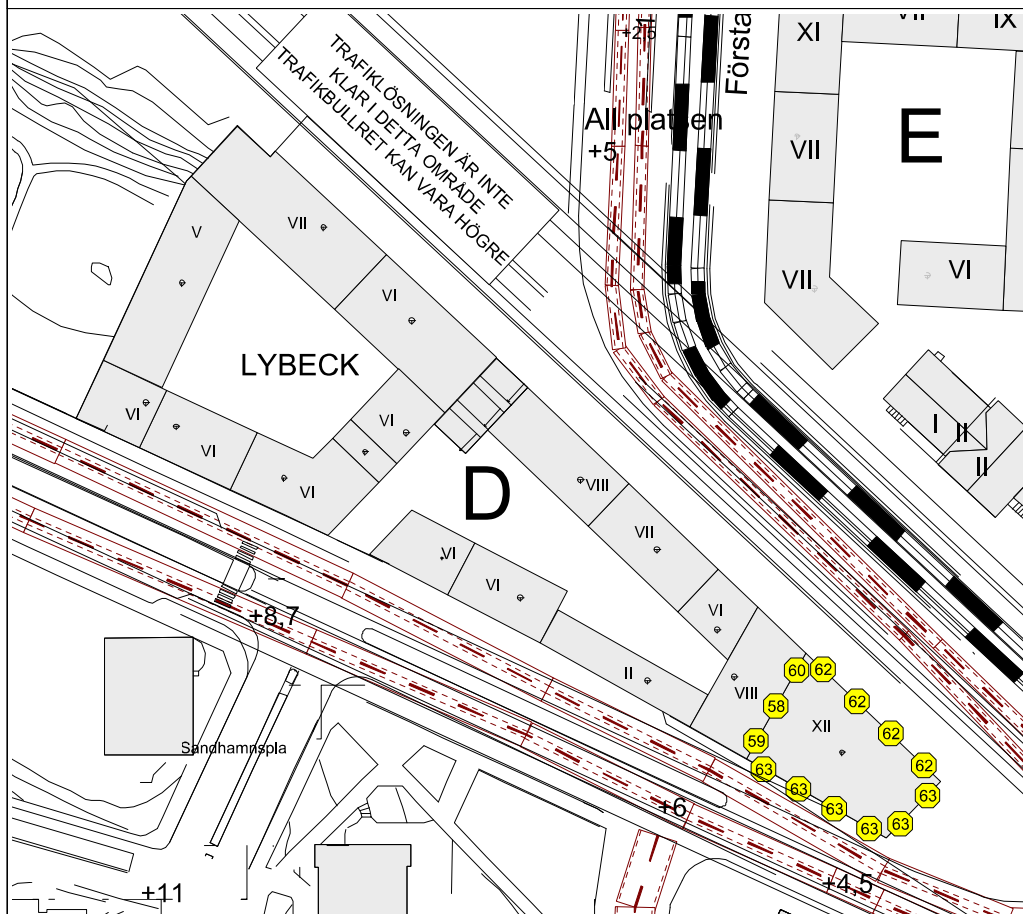 TRAFIKLÖSNINGEN ÄR INTE
KLAR I DETTA OMRÅDE
TRAFIKBULLRET KAN VARA HÖGRE
+2,5
Första
All platsen
+5
XI
VII
IX
E
VII
VII
VI
I
II
II
V
VII
VI
LYBECK
VI
VI
VI
VI
D
VIII
VII
VI
VI
VI
II
VIII
XII
60
62
58
62
59
62
62
63
63
63
63
63
63
+8,7
Sandhamnspla
+6
+4,5
+11